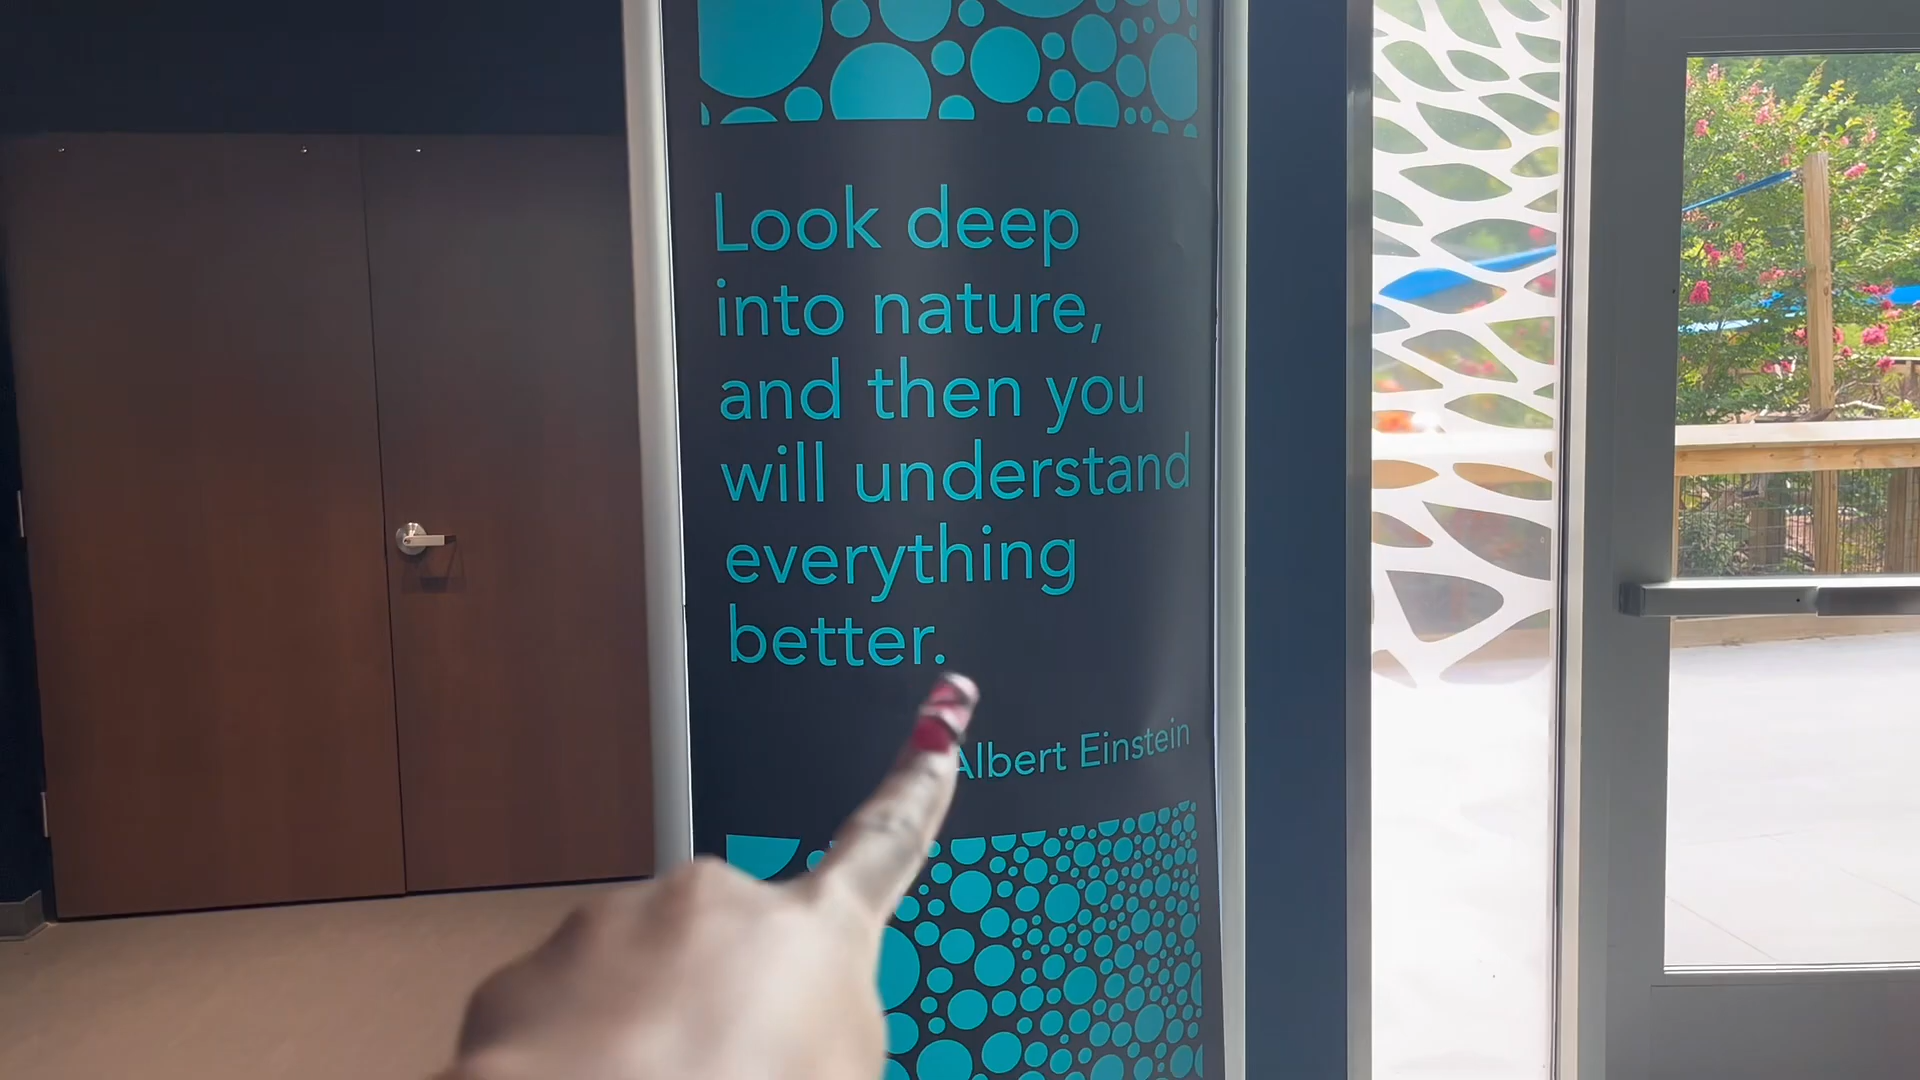 Look deep
into nature,
and then you
will understand
everything
better.
Albert Einstein